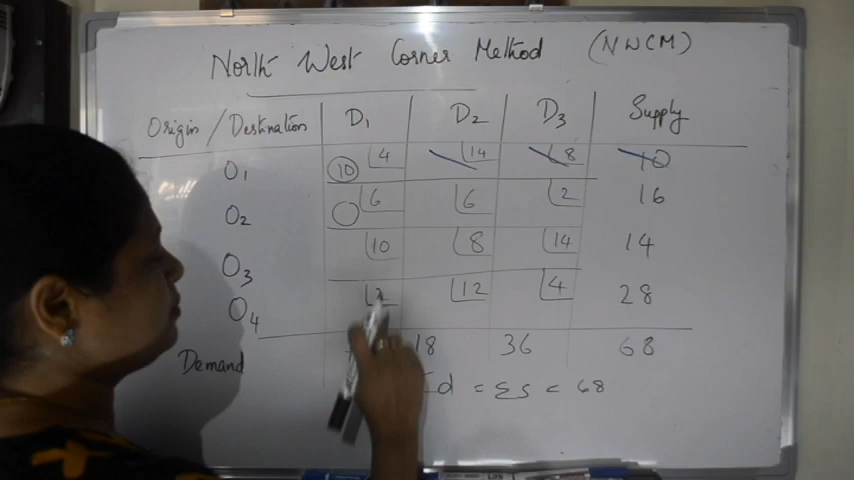 North West Corner Method (NWCM)
Origin / Destination D1 D2 D3 Supply
O1 10 4 14 8 10
O2 6 6 2 16
O3 10 8 14 14
O4 12 4 28
Demand 18 36 68
d = Σs = 68